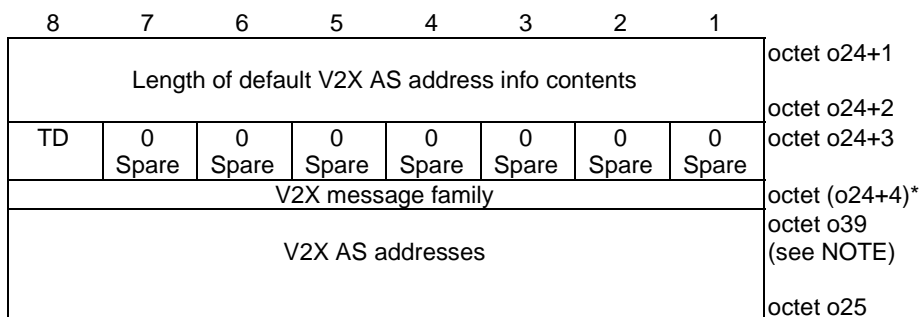 8 7 6 5 4 3 2 1
octet o24+1
Length of default V2X AS address info contents
octet o24+2
TD 0 0 0 0 0 0 0 octet o24+3
Spare Spare Spare Spare Spare Spare Spare
V2X message family octet (o24+4)*
octet o39
V2X AS addresses (see NOTE)
octet o25